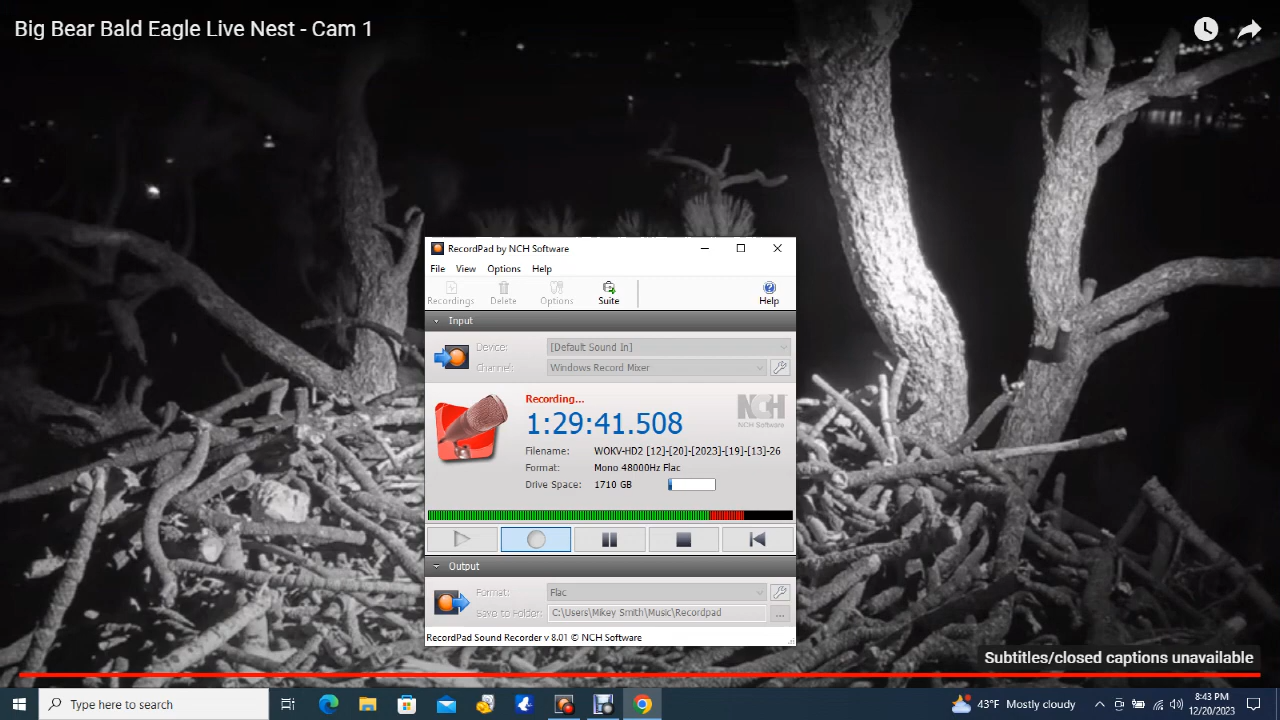 Big Bear Bald Eagle Live Nest - Cam 1
RecordPad by NCH Software
File View Options Help
Recordings Delete Options Suite Help
Input
Device: [Default Sound In]
Channel: Windows Record Mixer
Recording...
1:29:41.508
NCH
NCH Software
Filename: WOKV-HD2 [12]-[20]-[2023]-[19]-[13]-26
Format: Mono 48000Hz Flac
Drive Space: 1710 GB
Output
Format: Flac
Save to Folder: C:\Users\Mikey Smith\Music\Recordpad ...
RecordPad Sound Recorder v 8.01 © NCH Software
Subtitles/closed captions unavailable
Type here to search
43°F Mostly cloudy
8:43 PM
12/20/2023